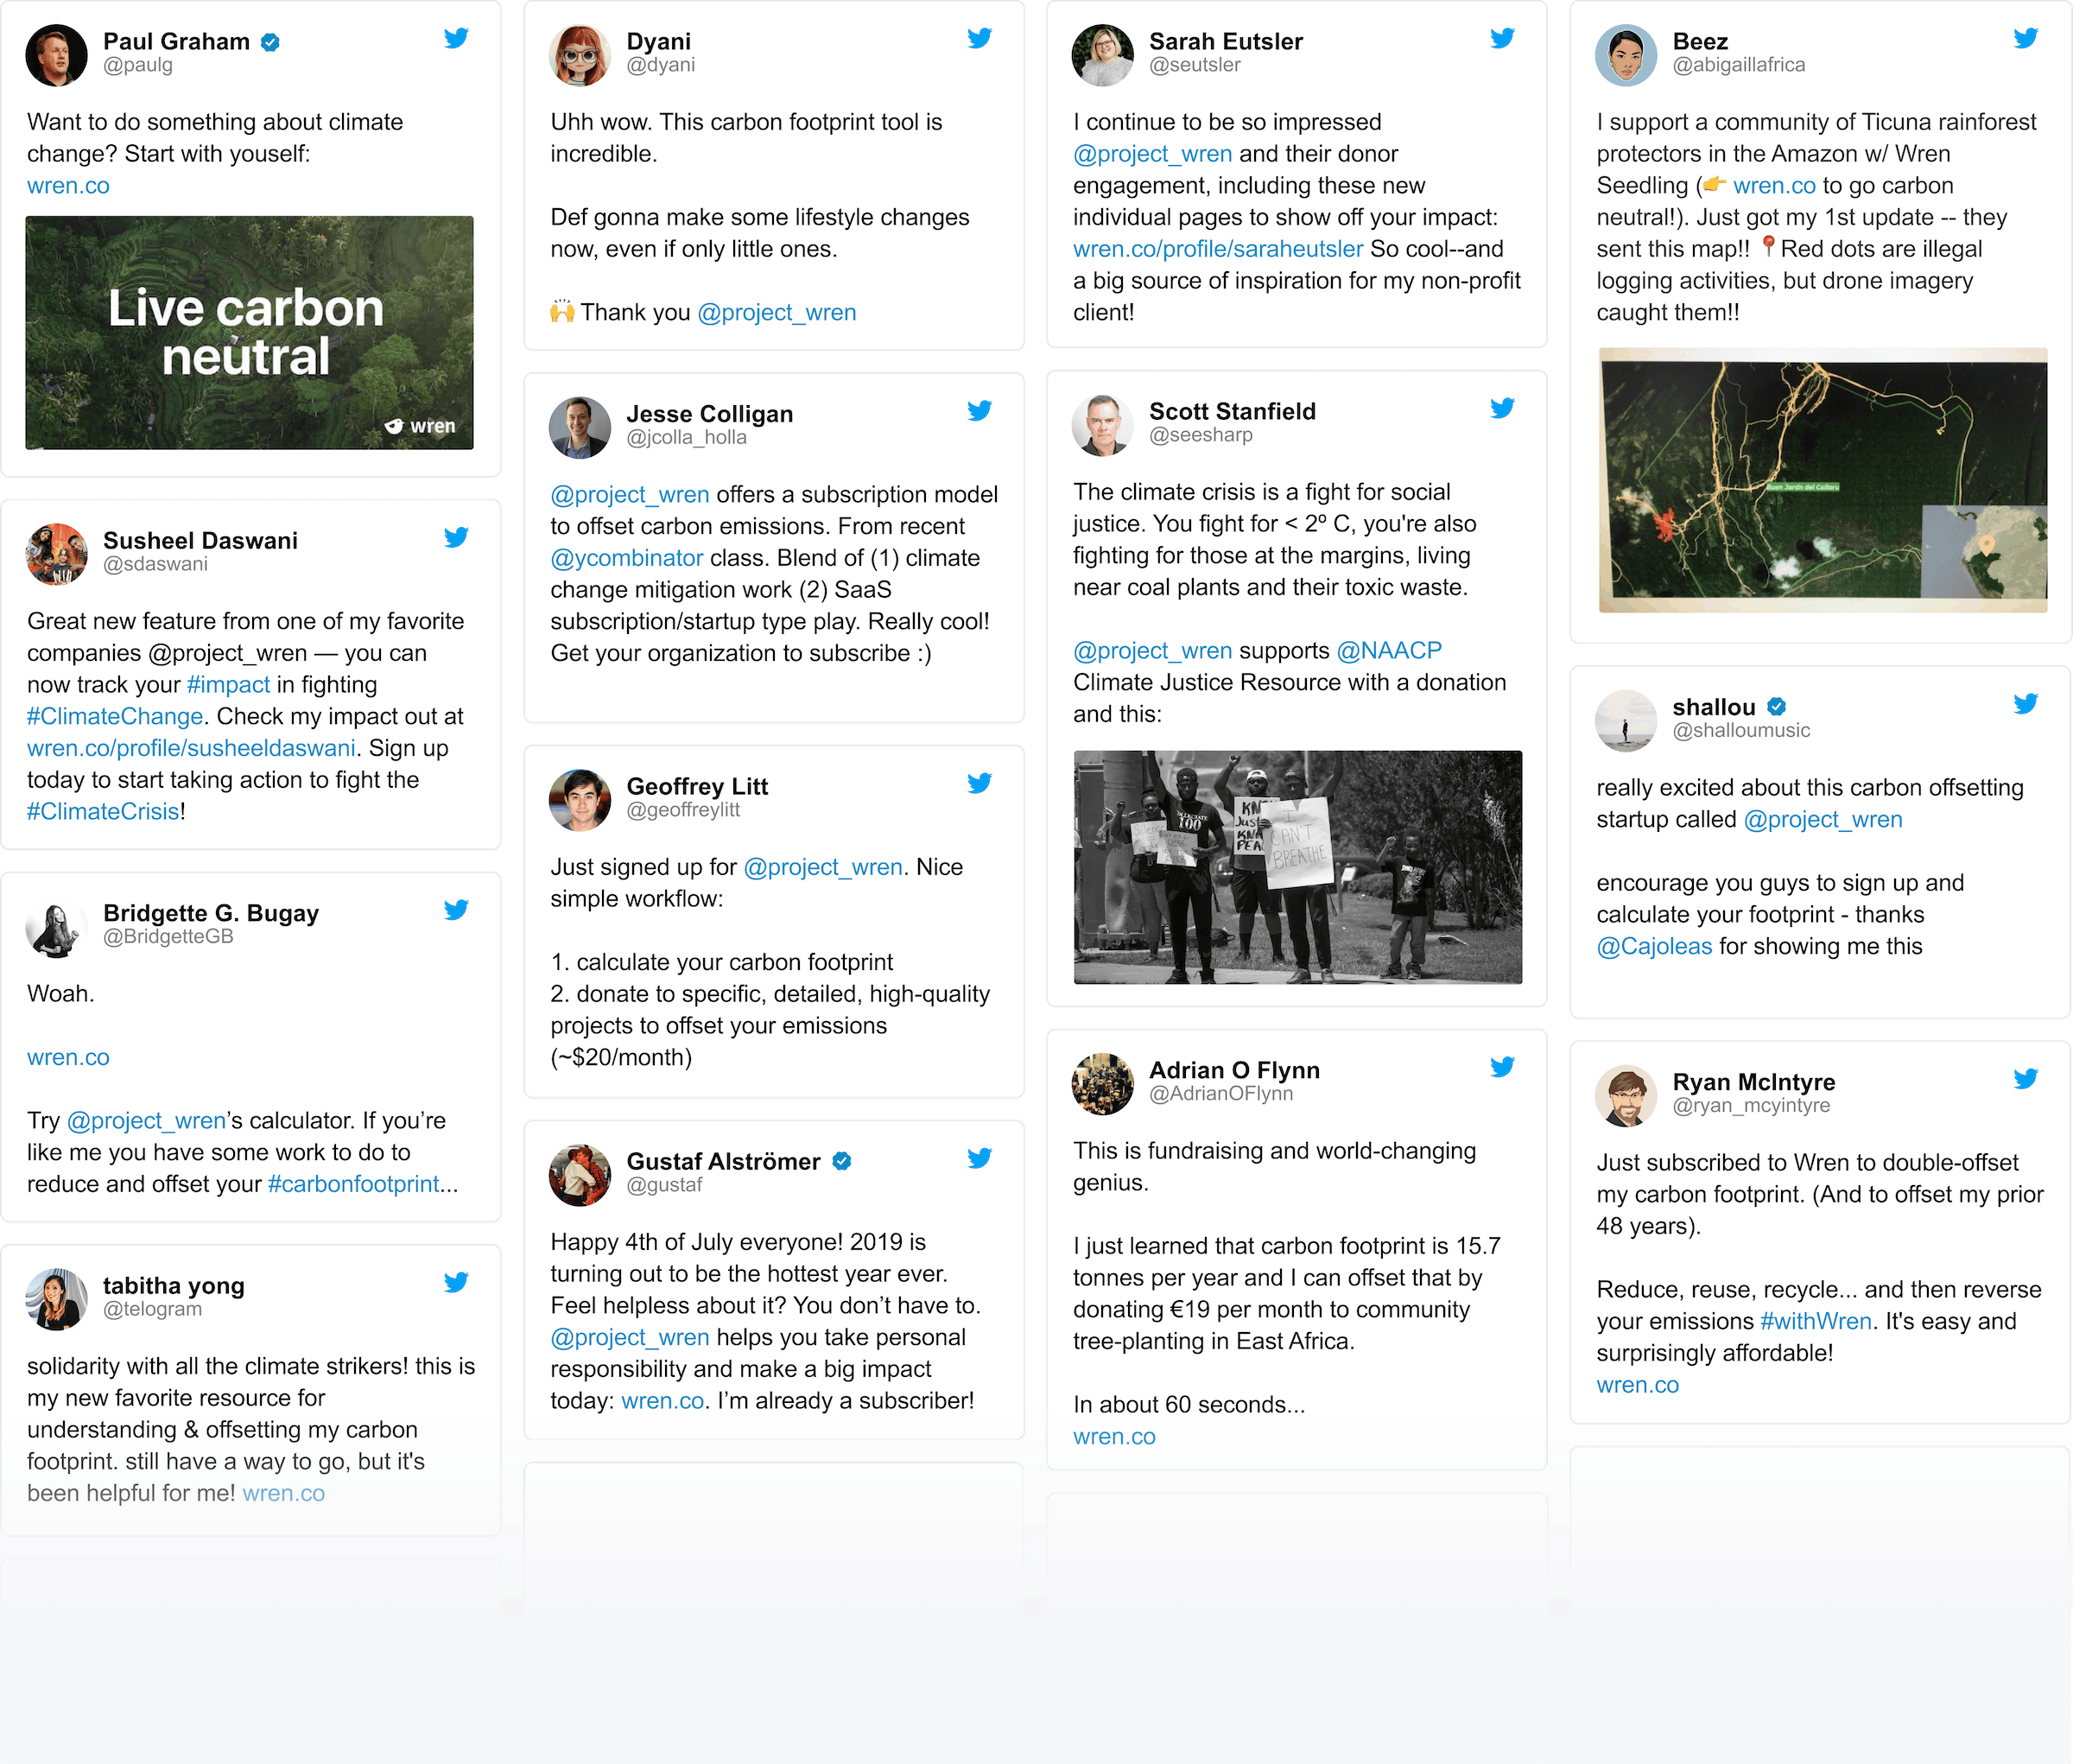 Paul Graham
@paulg
Want to do something about climate
change? Start with youself:
wren.co
Live carbon
neutral
wren
Susheel Daswani
@sdaswani
Great new feature from one of my favorite
companies @project_wren — you can
now track your #impact in fighting
#ClimateChange. Check my impact out at
wren.co/profile/susheeldaswani. Sign up
today to start taking action to fight the
#ClimateCrisis!
Bridgette G. Bugay
@BridgetteGB
Woah.
wren.co
Try @project_wren’s calculator. If you’re
like me you have some work to do to
reduce and offset your #carbonfootprint...
tabitha yong
@telogram
solidarity with all the climate strikers! this is
my new favorite resource for
understanding & offsetting my carbon
footprint. still have a way to go, but it's
been helpful for me! wren.co
Dyani
@dyani
Uhh wow. This carbon footprint tool is
incredible.
Def gonna make some lifestyle changes
now, even if only little ones.
🙌 Thank you @project_wren
Jesse Colligan
@jcolla_holla
@project_wren offers a subscription model
to offset carbon emissions. From recent
@ycombinator class. Blend of (1) climate
change mitigation work (2) SaaS
subscription/startup type play. Really cool!
Get your organization to subscribe :)
Geoffrey Litt
@geoffreylitt
Just signed up for @project_wren. Nice
simple workflow:
1. calculate your carbon footprint
2. donate to specific, detailed, high-quality
projects to offset your emissions
(~$20/month)
Gustaf Alströmer
@gustaf
Happy 4th of July everyone! 2019 is
turning out to be the hottest year ever.
Feel helpless about it? You don’t have to.
@project_wren helps you take personal
responsibility and make a big impact
today: wren.co. I’m already a subscriber!
Sarah Eutsler
@seutsler
I continue to be so impressed
@project_wren and their donor
engagement, including these new
individual pages to show off your impact:
wren.co/profile/saraheutsler So cool--and
a big source of inspiration for my non-profit
client!
Scott Stanfield
@seesharp
The climate crisis is a fight for social
justice. You fight for < 2º C, you're also
fighting for those at the margins, living
near coal plants and their toxic waste.
@project_wren supports @NAACP
Climate Justice Resource with a donation
and this:
100
KN
JUS
KN
PEA
I
CAN'T
BREATHE
Adrian O Flynn
@AdrianOFlynn
This is fundraising and world-changing
genius.
I just learned that carbon footprint is 15.7
tonnes per year and I can offset that by
donating €19 per month to community
tree-planting in East Africa.
In about 60 seconds...
wren.co
Beez
@abigaillafrica
I support a community of Ticuna rainforest
protectors in the Amazon w/ Wren
Seedling (👉 wren.co to go carbon
neutral!). Just got my 1st update -- they
sent this map!! 📍Red dots are illegal
logging activities, but drone imagery
caught them!!
shallou
@shalloumusic
really excited about this carbon offsetting
startup called @project_wren
encourage you guys to sign up and
calculate your footprint - thanks
@Cajoleas for showing me this
Ryan McIntyre
@ryan_mcyintyre
Just subscribed to Wren to double-offset
my carbon footprint. (And to offset my prior
48 years).
Reduce, reuse, recycle... and then reverse
your emissions #withWren. It's easy and
surprisingly affordable!
wren.co